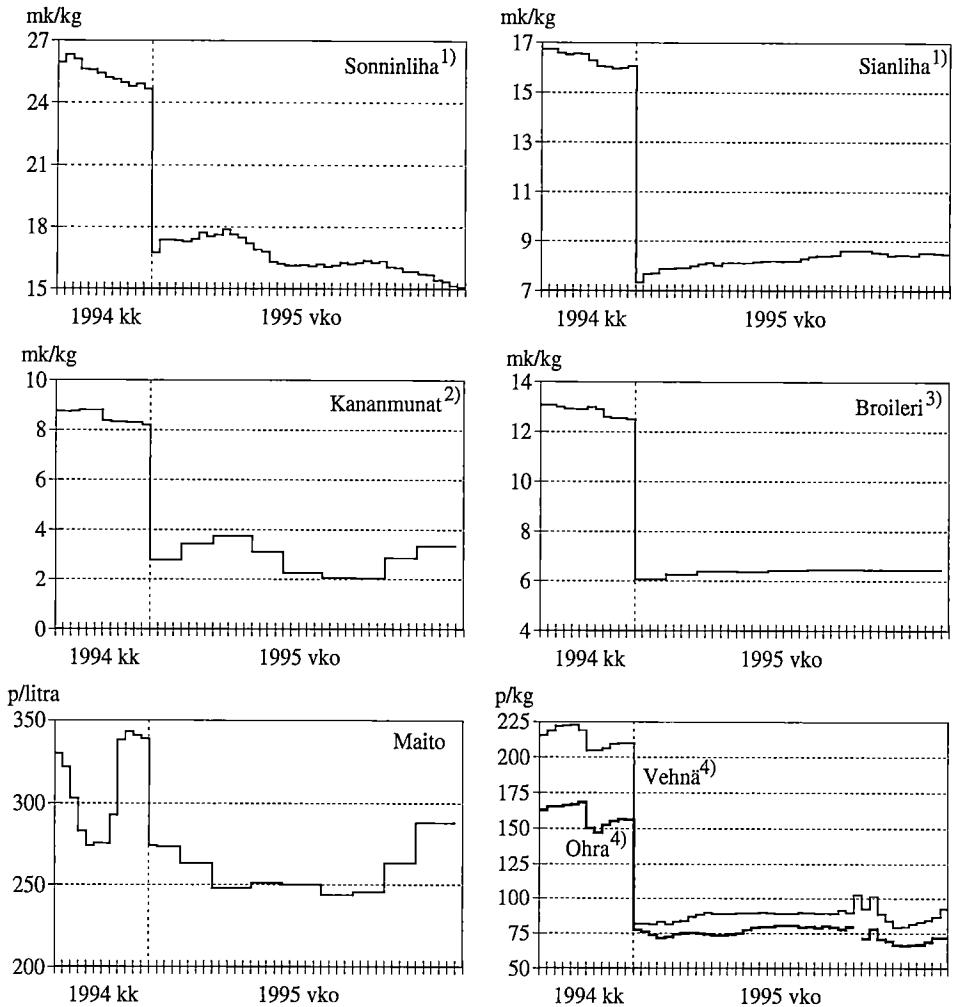 mk/kg
27
24
21
18
15
Sonninliha1)
1994 kk 1995 vko
mk/kg
17
15
13
11
9
7
Sianliha1)
1994 kk 1995 vko
mk/kg
10
8
6
4
2
0
Kananmunat2)
1994 kk 1995 vko
mk/kg
14
12
10
8
6
4
Broileri3)
1994 kk 1995 vko
p/litra
350
300
250
200
Maito
1994 kk 1995 vko
p/kg
225
200
175
150
125
100
75
50
Vehnä4)
Ohra4)
1994 kk 1995 vko